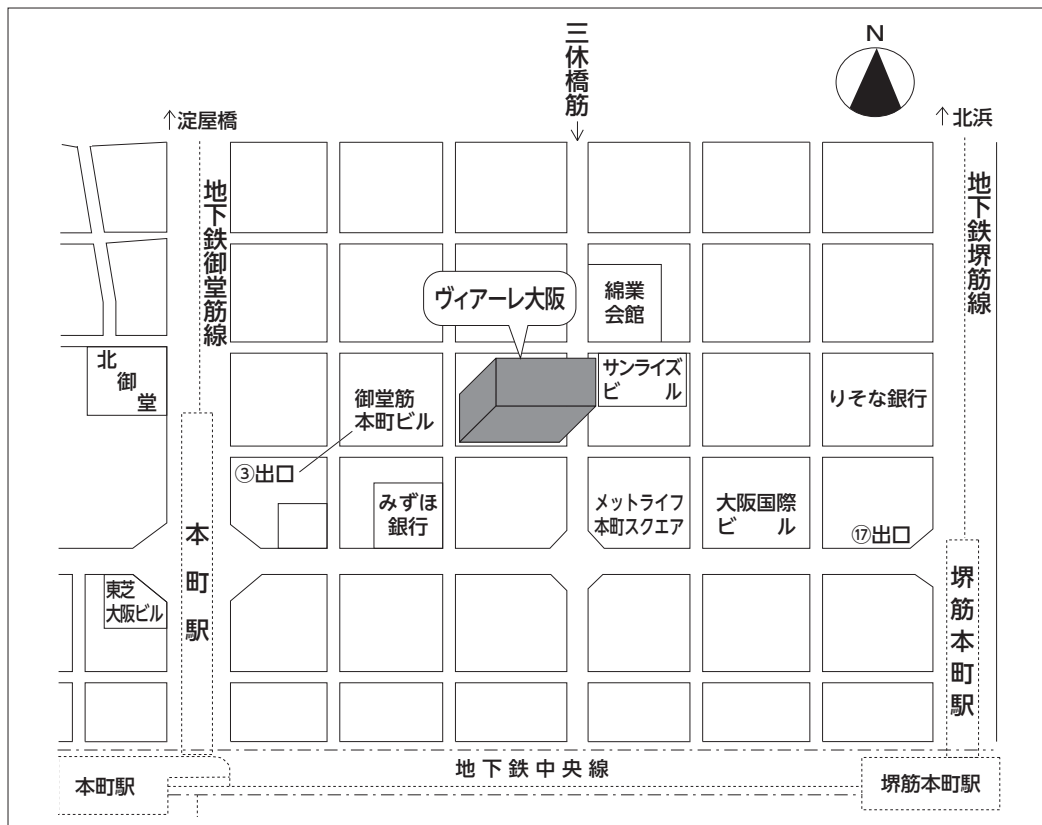 三休橋筋
↓
N
↑淀屋橋
↑北浜
地下鉄御堂筋線
地下鉄堺筋線
ヴィアーレ大阪
綿業
会館
北
御
堂
御堂筋
本町ビル
サンライズ
ビル
りそな銀行
③出口
みずほ
銀行
メットライフ
本町スクエア
大阪国際
ビル
⑰出口
本町駅
東芝
大阪ビル
堺筋本町駅
地下鉄中央線
本町駅
堺筋本町駅